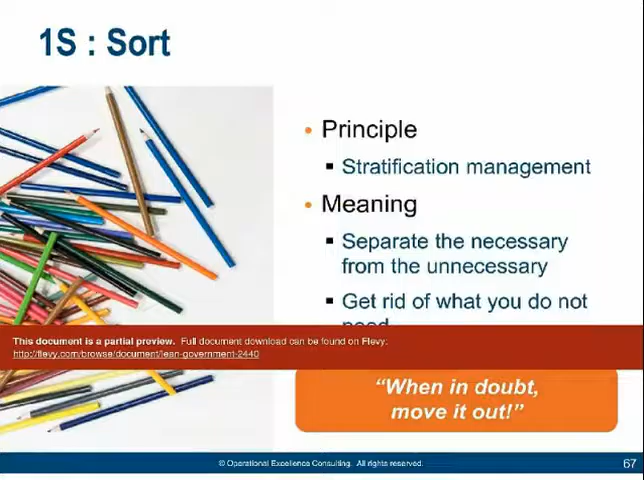 1S : Sort
• Principle
▪ Stratification management
• Meaning
▪ Separate the necessary
from the unnecessary
▪ Get rid of what you do not
need
This document is a partial preview. Full document download can be found on Flevy:
http://flevy.com/browse/document/lean-government-2440
“When in doubt,
move it out!”
© Operational Excellence Consulting. All rights reserved.
67